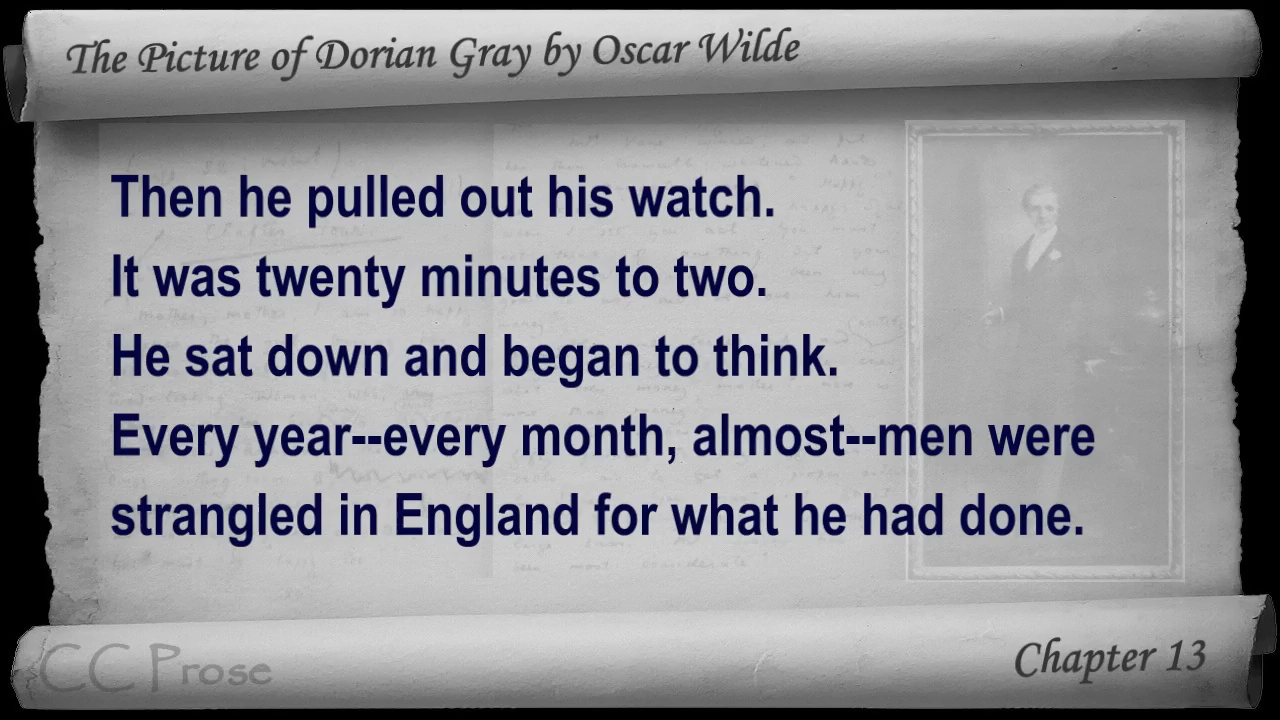 The Picture of Dorian Gray by Oscar Wilde
Then he pulled out his watch.
It was twenty minutes to two.
He sat down and began to think.
Every year--every month, almost--men were
strangled in England for what he had done.
CC Prose
Chapter 13